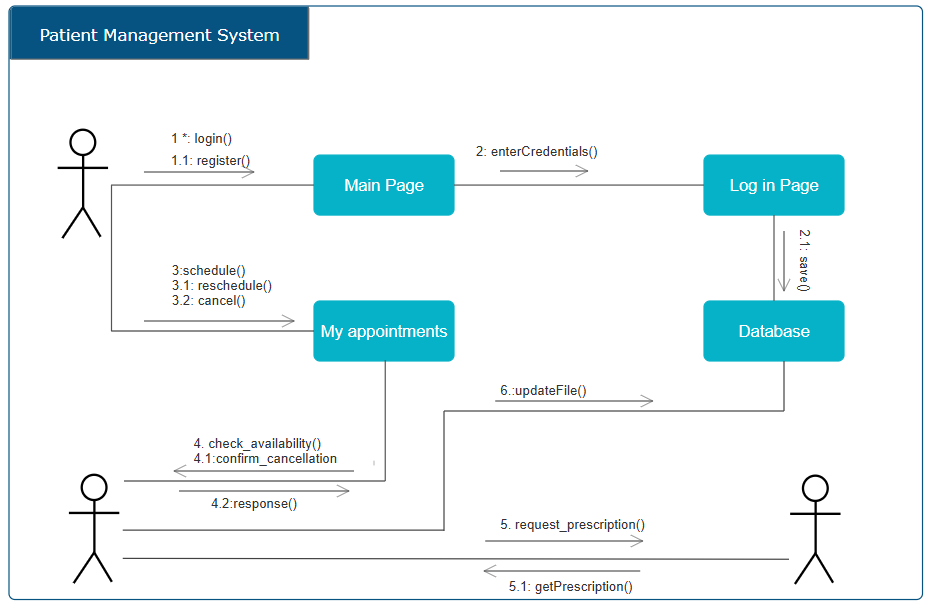 Patient Management System
1 *: login()
1.1: register()
2: enterCredentials()
Main Page
Log in Page
2.1: save()
3:schedule()
3.1: reschedule()
3.2: cancel()
My appointments
Database
6.:updateFile()
4. check_availability()
4.1:confirm_cancellation
4.2:response()
5. request_prescription()
5.1: getPrescription()